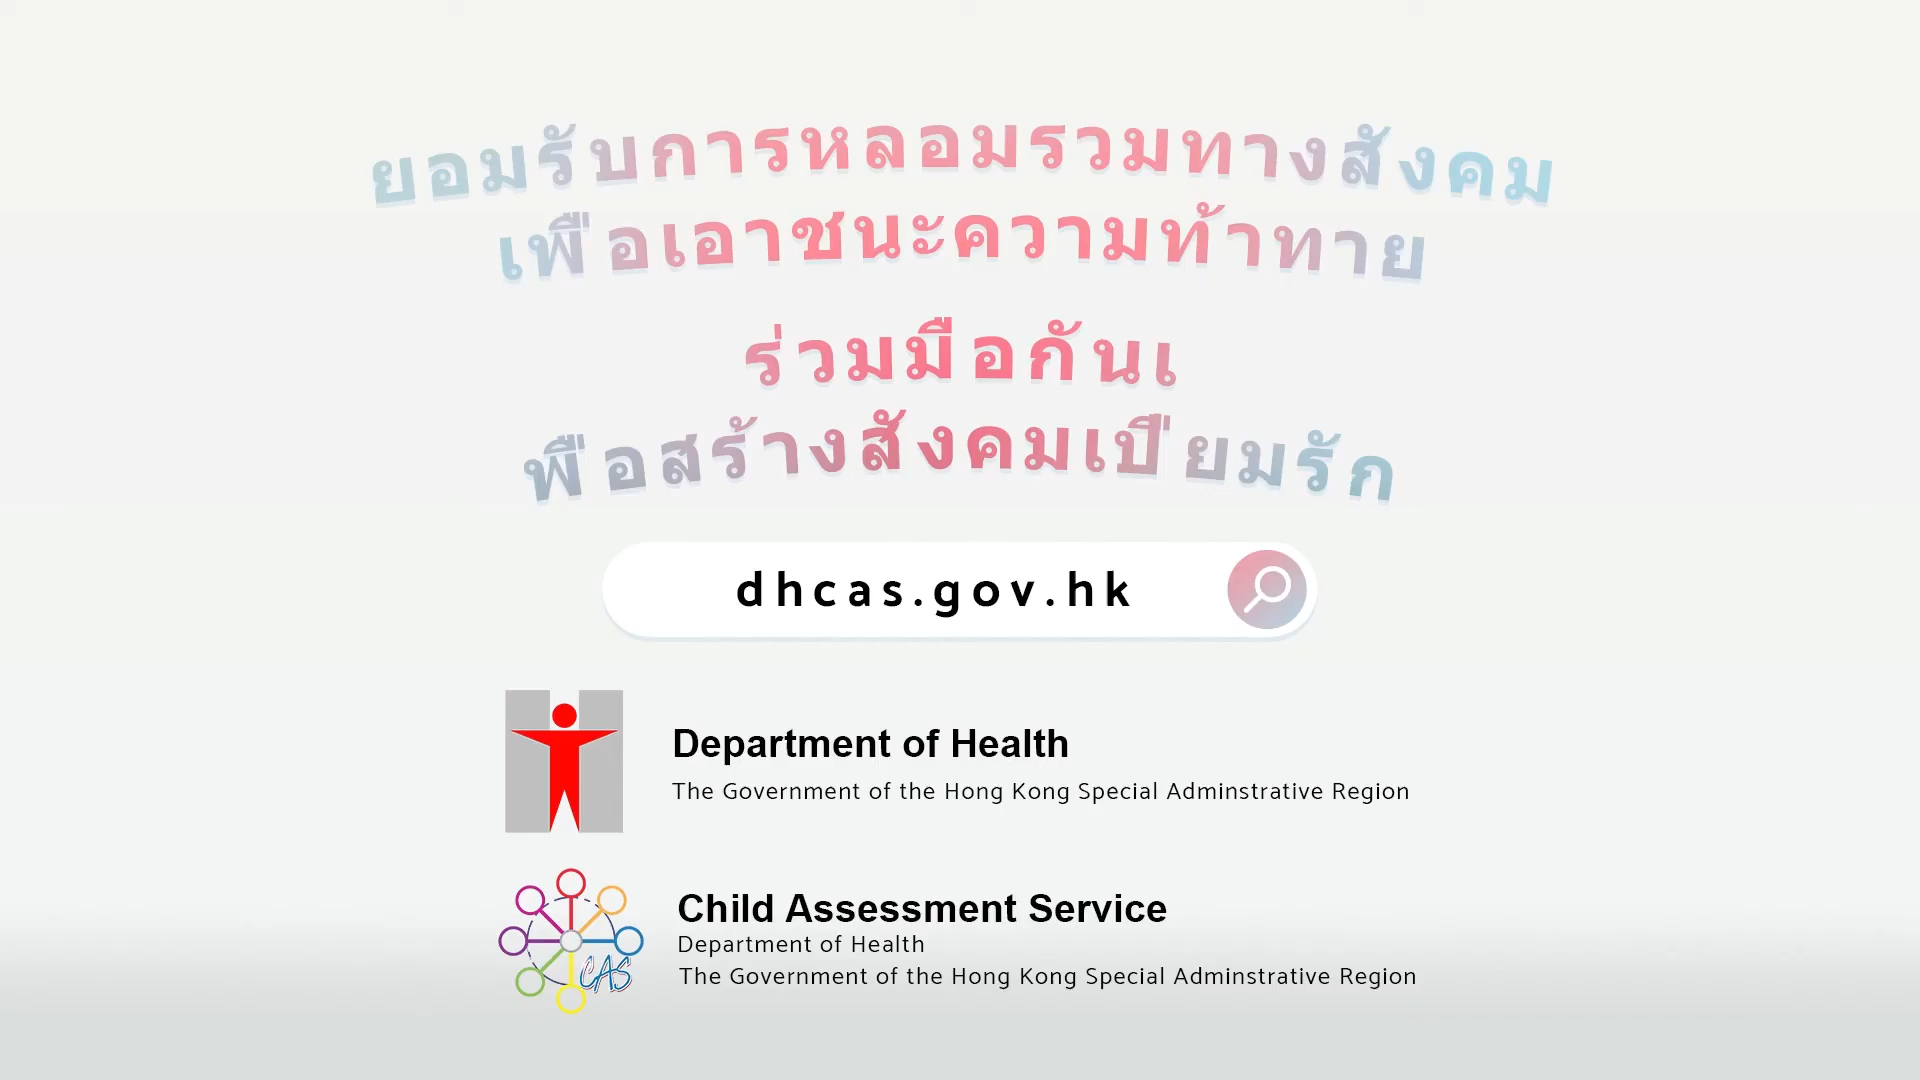 ยอมรับการหลอมรวมทางสังคม
เพื่อเอาชนะความท้าทาย
ร่วมมือกันเ
พื่อสร้างสังคมเปี่ยมรัก
dhcas.gov.hk
Department of Health
The Government of the Hong Kong Special Adminstrative Region
Child Assessment Service
CAS
Department of Health
The Government of the Hong Kong Special Adminstrative Region